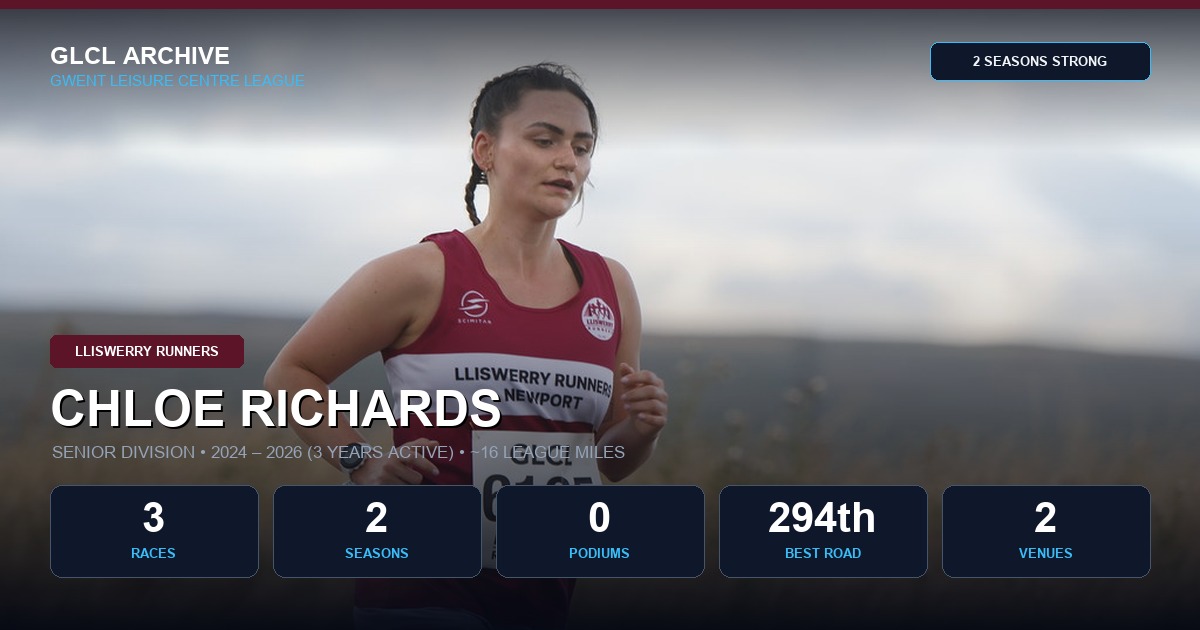 GLCL ARCHIVE
GWENT LEISURE CENTRE LEAGUE
2 SEASONS STRONG
SCIMITAR
LLISWERRY
RUNNERS
LLISWERRY RUNNERS
NEWPORT
LLISWERRY RUNNERS
CHLOE RICHARDS
SENIOR DIVISION • 2024 – 2026 (3 YEARS ACTIVE) • ~16 LEAGUE MILES
GLCL
3
RACES
2
SEASONS
0
PODIUMS
294th
BEST ROAD
2
VENUES